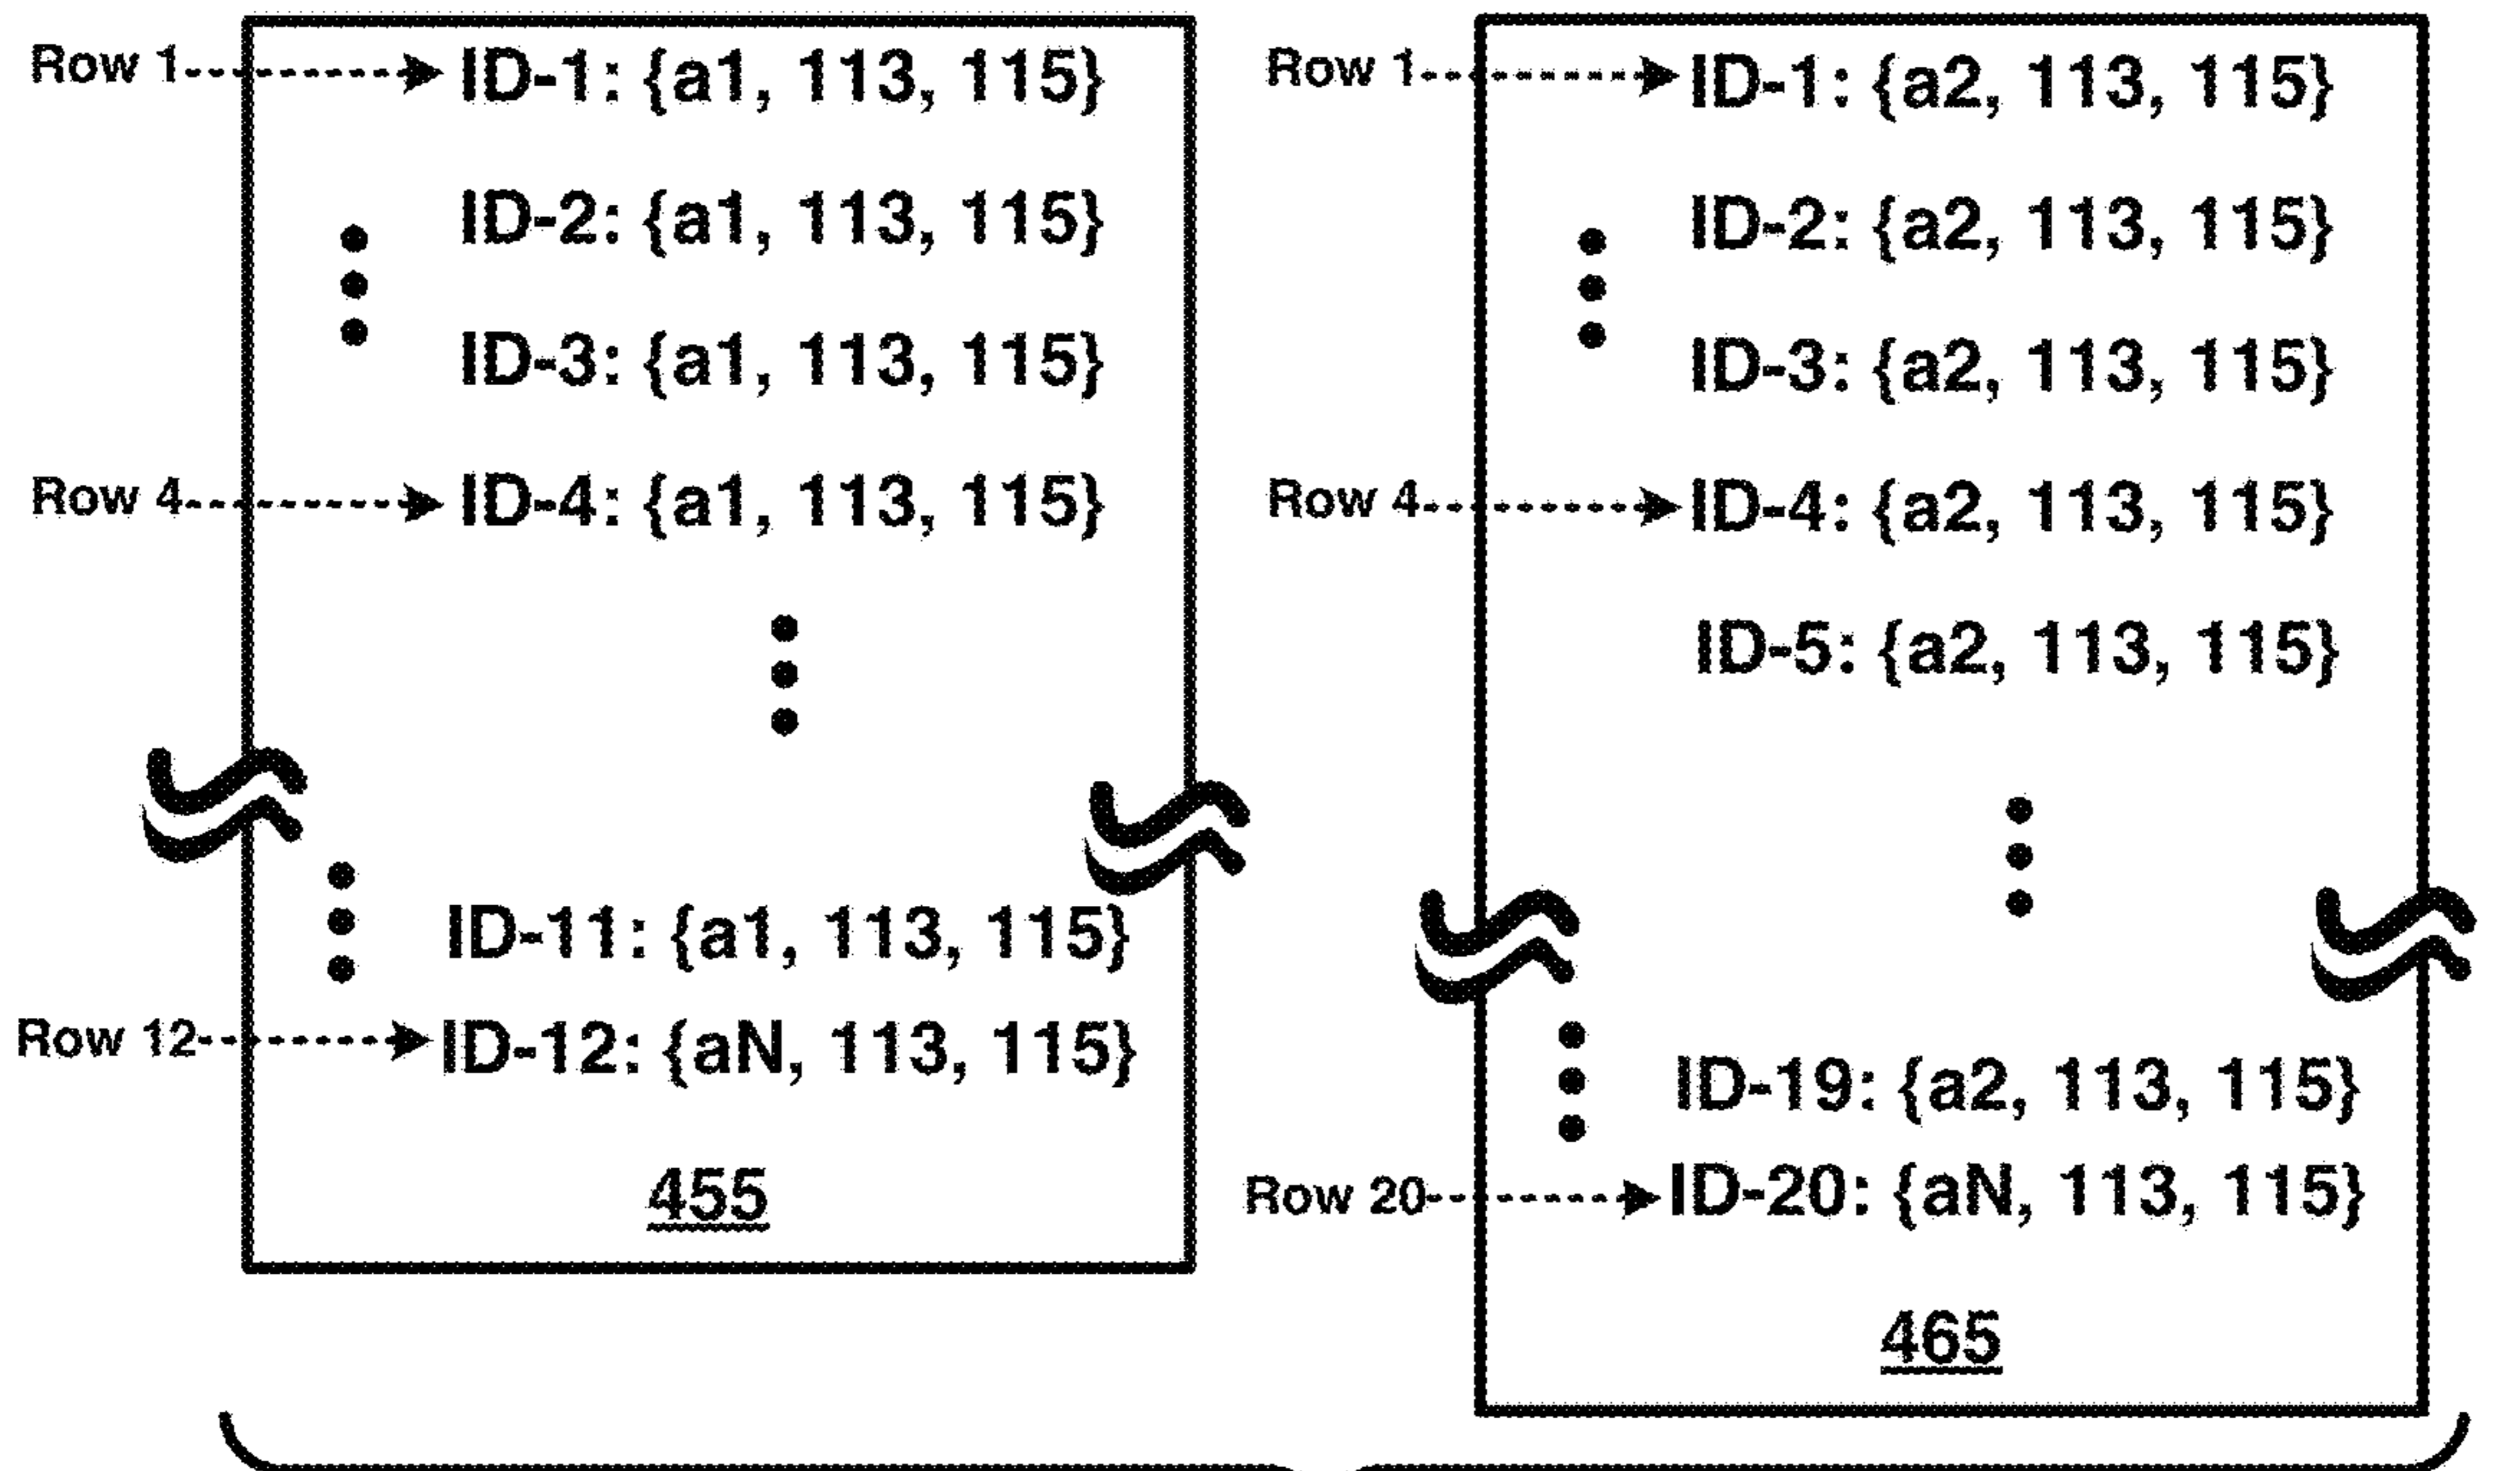 Row 1 ID-1: {a1, 113, 115}
ID-2: {a1, 113, 115}
ID-3: {a1, 113, 115}
Row 4 ID-4: {a1, 113, 115}
ID-11: {a1, 113, 115}
Row 12 ID-12: {aN, 113, 115}
455
Row 1 ID-1: {a2, 113, 115}
ID-2: {a2, 113, 115}
ID-3: {a2, 113, 115}
Row 4 ID-4: {a2, 113, 115}
ID-5: {a2, 113, 115}
ID-19: {a2, 113, 115}
Row 20 ID-20: {aN, 113, 115}
465